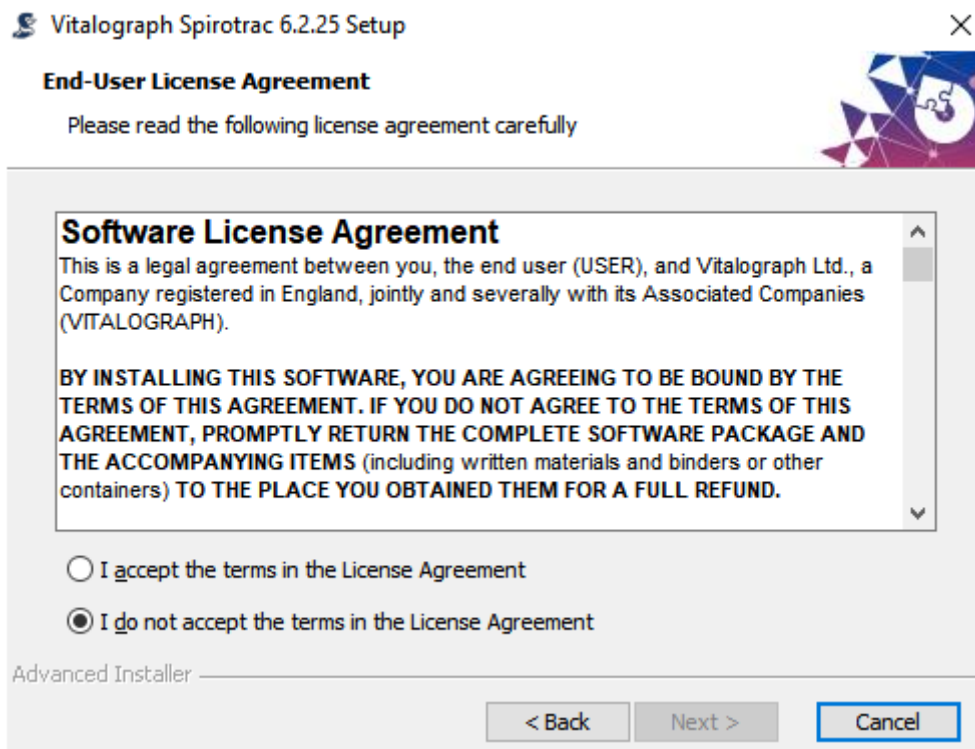 Vitalograph Spirotrac 6.2.25 Setup
End-User License Agreement
Please read the following license agreement carefully
Software License Agreement
This is a legal agreement between you, the end user (USER), and Vitalograph Ltd., a
Company registered in England, jointly and severally with its Associated Companies
(VITALOGRAPH).
BY INSTALLING THIS SOFTWARE, YOU ARE AGREEING TO BE BOUND BY THE
TERMS OF THIS AGREEMENT. IF YOU DO NOT AGREE TO THE TERMS OF THIS
AGREEMENT, PROMPTLY RETURN THE COMPLETE SOFTWARE PACKAGE AND
THE ACCOMPANYING ITEMS (including written materials and binders or other
containers) TO THE PLACE YOU OBTAINED THEM FOR A FULL REFUND.
I accept the terms in the License Agreement
I do not accept the terms in the License Agreement
Advanced Installer
< Back
Next >
Cancel